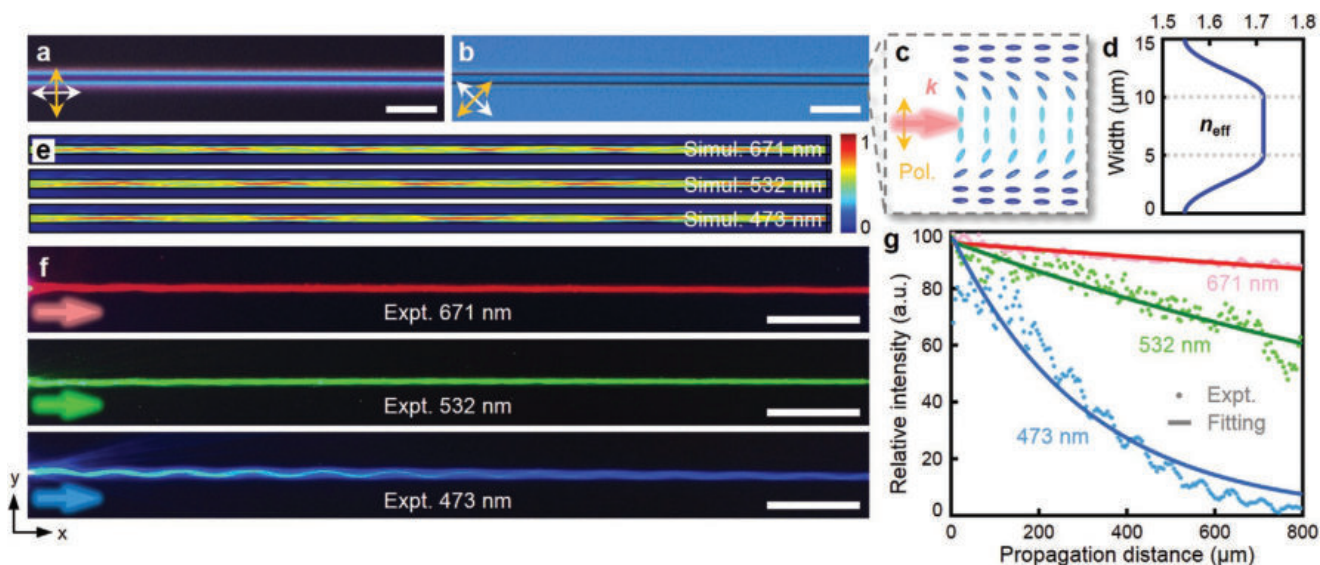 a
b
c
k
Pol.
1.5 1.6 1.7 1.8
d
15
10
5
0
Width (µm)
neff
e
Simul. 671 nm
Simul. 532 nm
Simul. 473 nm
1
0
f
Expt. 671 nm
Expt. 532 nm
Expt. 473 nm
y
x
g
100
80
60
40
20
0
Relative intensity (a.u.)
671 nm
532 nm
473 nm
Expt.
Fitting
0 200 400 600 800
Propagation distance (µm)